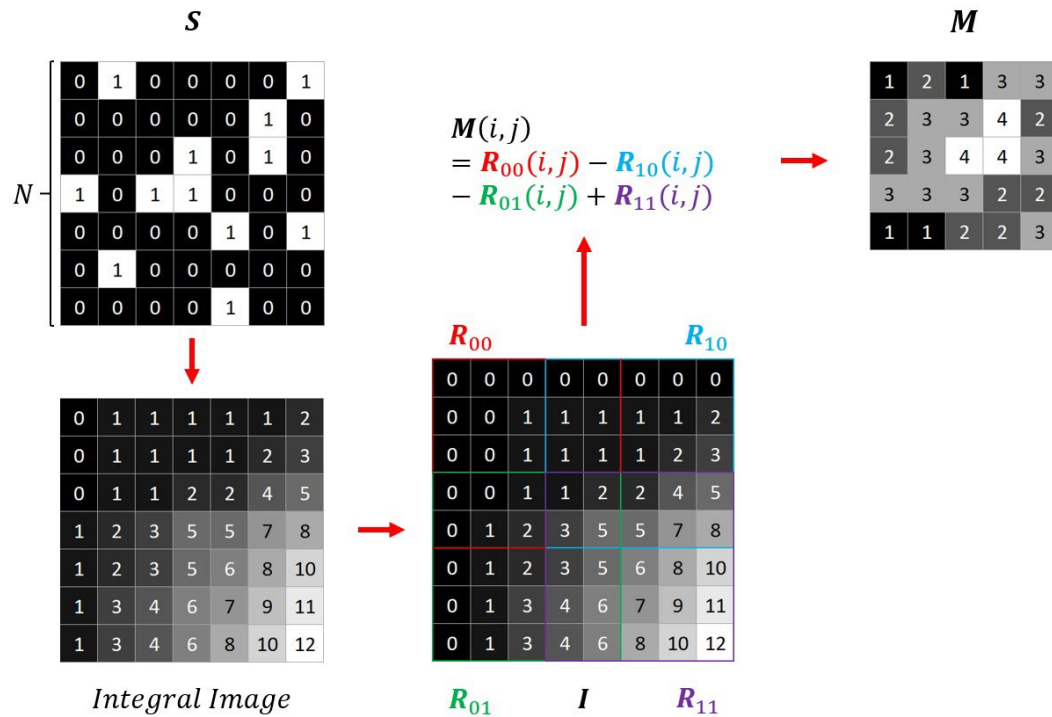 S
M
N
0 1 0 0 0 0 1
0 0 0 0 0 1 0
0 0 0 1 0 1 0
1 0 1 1 0 0 0
0 0 0 0 1 0 1
0 1 0 0 0 0 0
0 0 0 0 1 0 0
M(i,j)
= R₀₀(i,j) − R₁₀(i,j)
− R₀₁(i,j) + R₁₁(i,j)
1 2 1 3 3
2 3 3 4 2
2 3 4 4 3
3 3 3 2 2
1 1 2 2 3
0 1 1 1 1 1 2
0 1 1 1 1 2 3
0 1 1 2 2 4 5
1 2 3 5 5 7 8
1 2 3 5 6 8 10
1 3 4 6 7 9 11
1 3 4 6 8 10 12
Integral Image
R₀₀
R₁₀
0 0 0 0 0 0 0 0
0 0 1 1 1 1 1 2
0 0 1 1 1 1 2 3
0 0 1 1 2 2 4 5
0 1 2 3 5 5 7 8
0 1 2 3 5 6 8 10
0 1 3 4 6 7 9 11
0 1 3 4 6 8 10 12
R₀₁
I
R₁₁